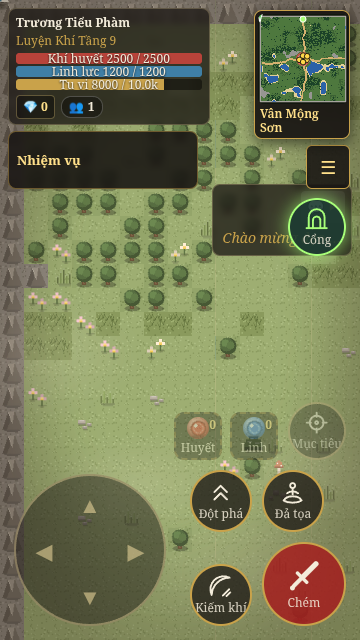 Trương Tiểu Phàm
Luyện Khí Tầng 9
Khí huyết 2500 / 2500
Linh lực 1200 / 1200
Tu vi 8000 / 10.0k
0
1
Vân Mộng
Sơn
Nhiệm vụ
Chào mừng
Cổng
0
Huyết
0
Linh
Mục tiêu
Đột phá
Đả tọa
Kiếm khí
Chém